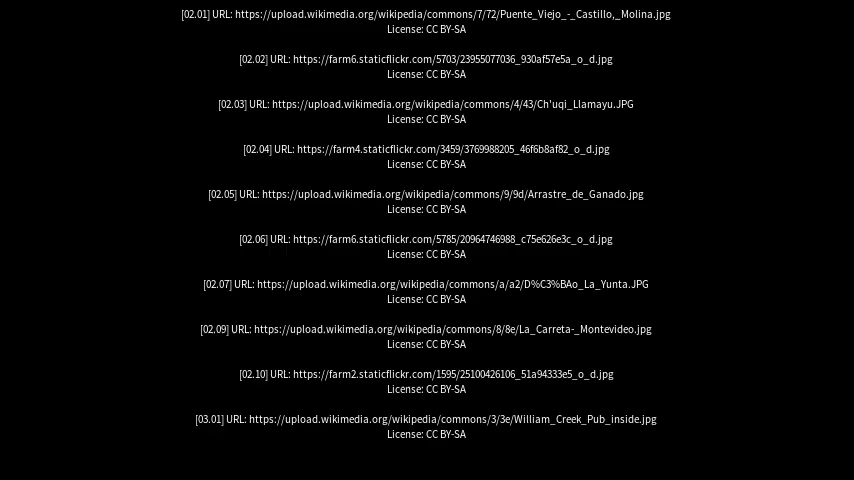 [02.01] URL: https://upload.wikimedia.org/wikipedia/commons/7/72/Puente_Viejo_-_Castillo,_Molina.jpg
License: CC BY-SA
[02.02] URL: https://farm6.staticflickr.com/5703/23955077036_930af57e5a_o_d.jpg
License: CC BY-SA
[02.03] URL: https://upload.wikimedia.org/wikipedia/commons/4/43/Ch'uqi_Llamayu.JPG
License: CC BY-SA
[02.04] URL: https://farm4.staticflickr.com/3459/3769988205_46f6b8af82_o_d.jpg
License: CC BY-SA
[02.05] URL: https://upload.wikimedia.org/wikipedia/commons/9/9d/Arrastre_de_Ganado.jpg
License: CC BY-SA
[02.06] URL: https://farm6.staticflickr.com/5785/20964746988_c75e626e3c_o_d.jpg
License: CC BY-SA
[02.07] URL: https://upload.wikimedia.org/wikipedia/commons/a/a2/D%C3%BAo_La_Yunta.JPG
License: CC BY-SA
[02.09] URL: https://upload.wikimedia.org/wikipedia/commons/8/8e/La_Carreta-_Montevideo.jpg
License: CC BY-SA
[02.10] URL: https://farm2.staticflickr.com/1595/25100426106_51a94333e5_o_d.jpg
License: CC BY-SA
[03.01] URL: https://upload.wikimedia.org/wikipedia/commons/3/3e/William_Creek_Pub_inside.jpg
License: CC BY-SA